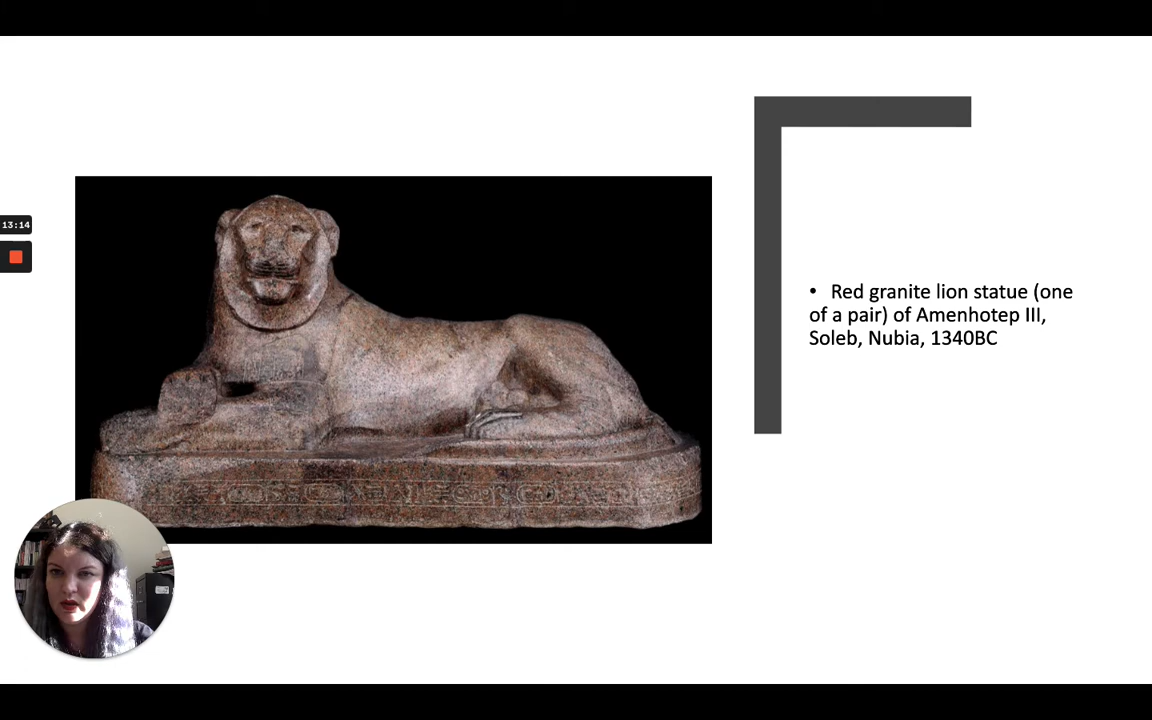 13:14
• Red granite lion statue (one
of a pair) of Amenhotep III,
Soleb, Nubia, 1340BC